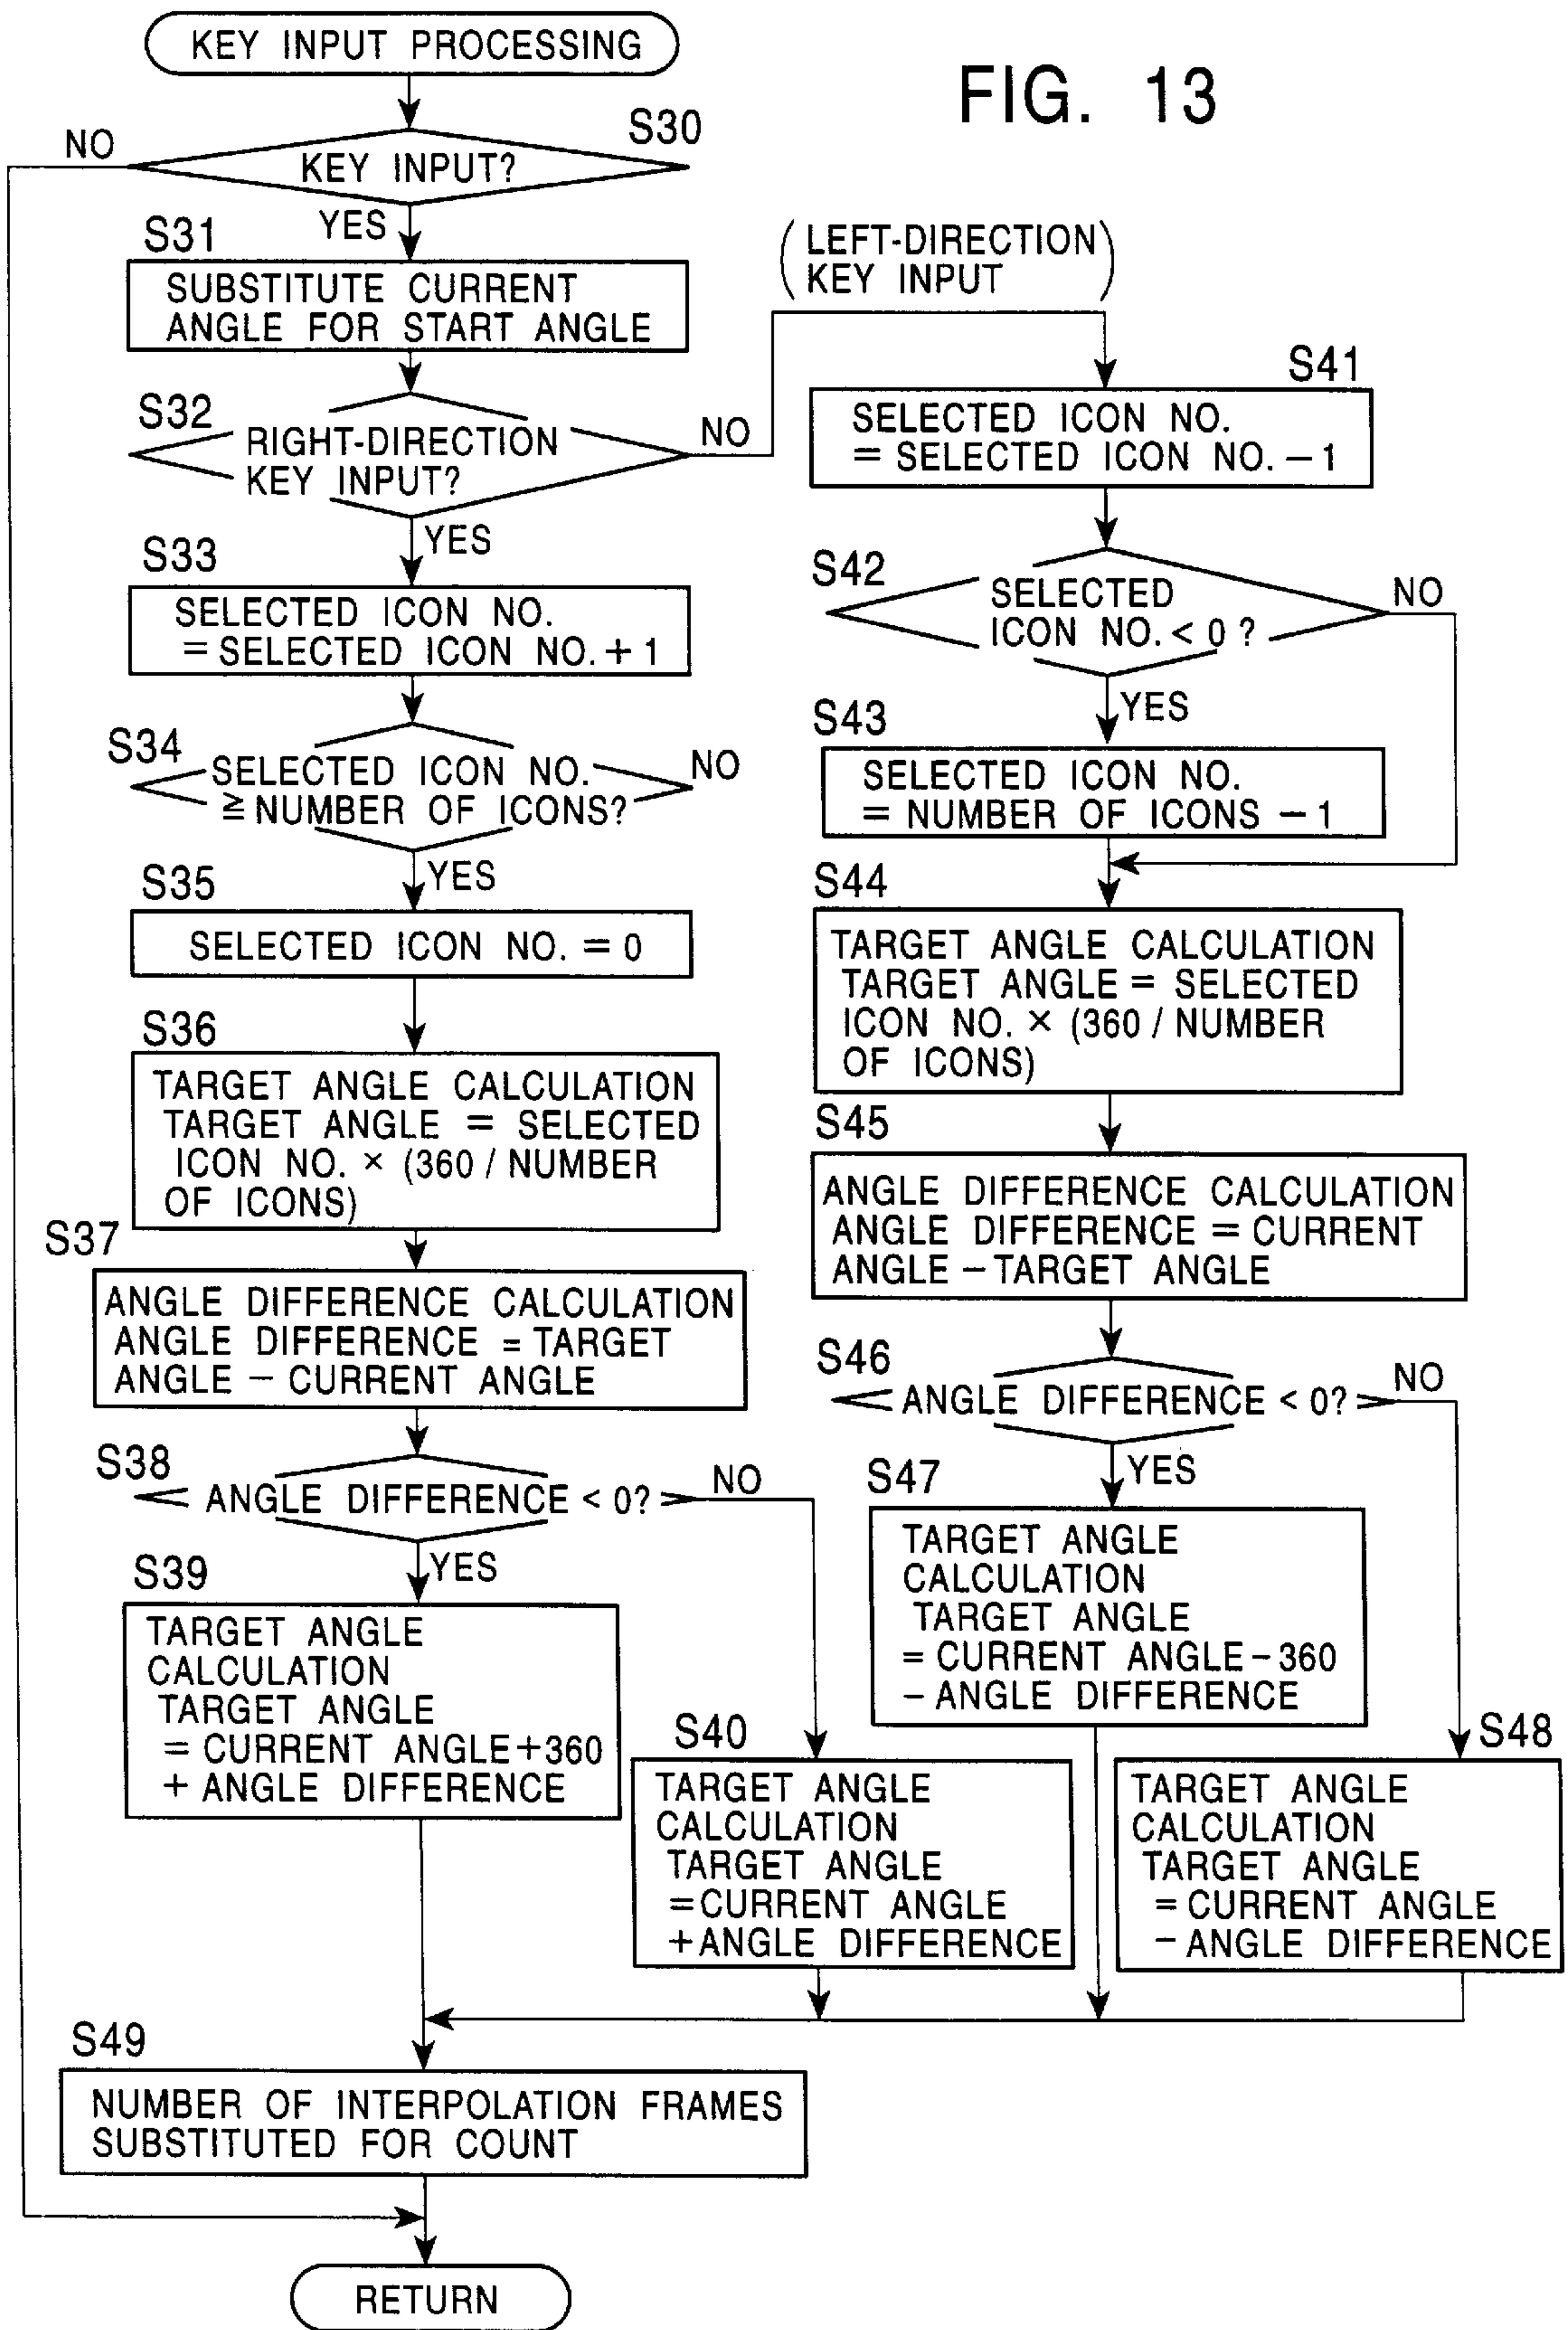 KEY INPUT PROCESSING
FIG. 13
S30
NO
KEY INPUT?
YES
S31
SUBSTITUTE CURRENT
ANGLE FOR START ANGLE
S32
RIGHT-DIRECTION
KEY INPUT?
NO
YES
S33
SELECTED ICON NO.
= SELECTED ICON NO. + 1
S34
SELECTED ICON NO.
≧ NUMBER OF ICONS?
NO
YES
S35
SELECTED ICON NO. = 0
S36
TARGET ANGLE CALCULATION
TARGET ANGLE = SELECTED
ICON NO. × (360 / NUMBER
OF ICONS)
S37
ANGLE DIFFERENCE CALCULATION
ANGLE DIFFERENCE = TARGET
ANGLE − CURRENT ANGLE
S38
ANGLE DIFFERENCE < 0?
NO
YES
S39
TARGET ANGLE
CALCULATION
TARGET ANGLE
= CURRENT ANGLE + 360
+ ANGLE DIFFERENCE
S40
TARGET ANGLE
CALCULATION
TARGET ANGLE
= CURRENT ANGLE
+ ANGLE DIFFERENCE
(LEFT-DIRECTION
KEY INPUT)
S41
SELECTED ICON NO.
= SELECTED ICON NO. − 1
S42
SELECTED
ICON NO. < 0 ?
NO
YES
S43
SELECTED ICON NO.
= NUMBER OF ICONS − 1
S44
TARGET ANGLE CALCULATION
TARGET ANGLE = SELECTED
ICON NO. × (360 / NUMBER
OF ICONS)
S45
ANGLE DIFFERENCE CALCULATION
ANGLE DIFFERENCE = CURRENT
ANGLE − TARGET ANGLE
S46
ANGLE DIFFERENCE < 0?
NO
YES
S47
TARGET ANGLE
CALCULATION
TARGET ANGLE
= CURRENT ANGLE − 360
− ANGLE DIFFERENCE
S48
TARGET ANGLE
CALCULATION
TARGET ANGLE
= CURRENT ANGLE
− ANGLE DIFFERENCE
S49
NUMBER OF INTERPOLATION FRAMES
SUBSTITUTED FOR COUNT
RETURN